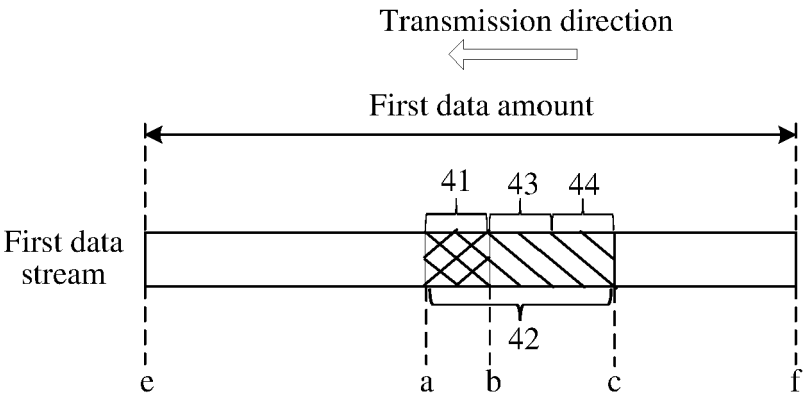 Transmission direction
First data amount
41 43 44
First data
stream
42
e a b c f